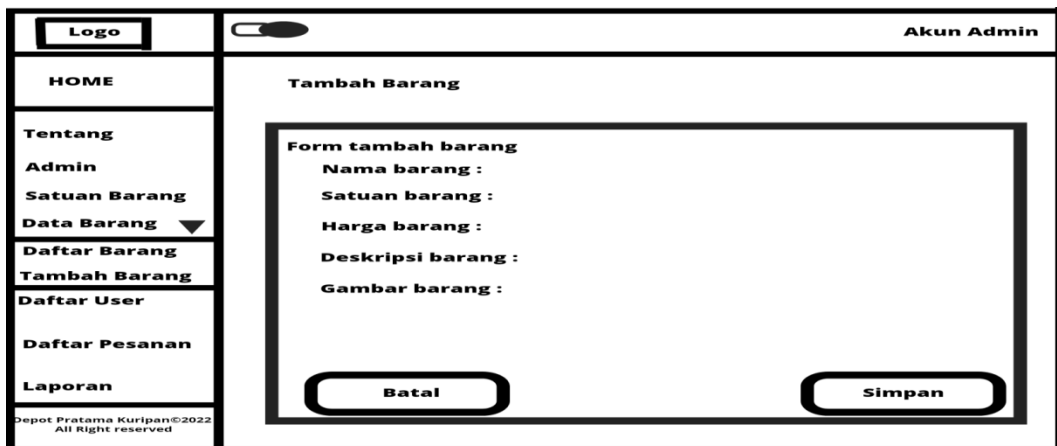 Logo
Akun Admin
HOME
Tambah Barang
Tentang
Admin
Satuan Barang
Data Barang
Daftar Barang
Tambah Barang
Daftar User
Daftar Pesanan
Laporan
Depot Pratama Kuripan©2022
All Right reserved
Form tambah barang
Nama barang :
Satuan barang :
Harga barang :
Deskripsi barang :
Gambar barang :
Batal
Simpan